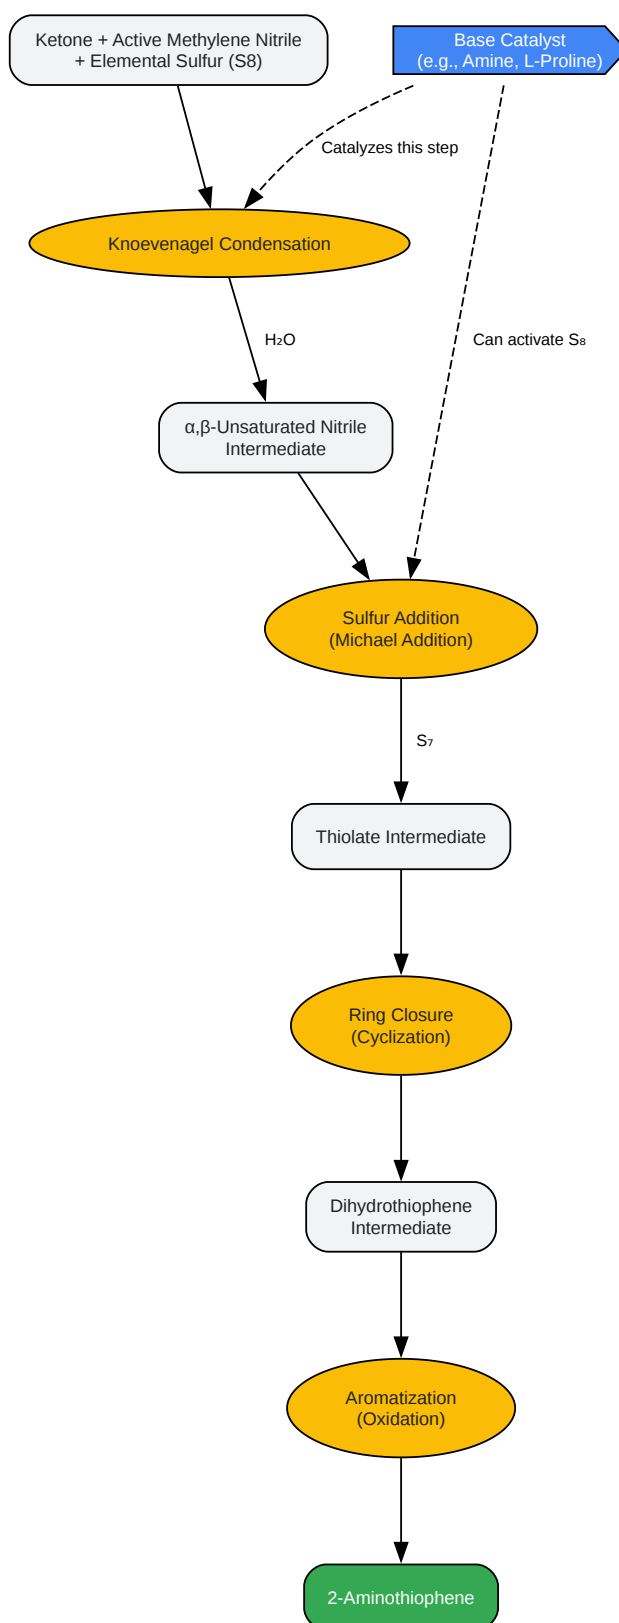 Ketone + Active Methylene Nitrile
+ Elemental Sulfur (S8)
Base Catalyst
(e.g., Amine, L-Proline)
Catalyzes this step
Knoevenagel Condensation
H₂O
Can activate S₈
α,β-Unsaturated Nitrile
Intermediate
Sulfur Addition
(Michael Addition)
S₇
Thiolate Intermediate
Ring Closure
(Cyclization)
Dihydrothiophene
Intermediate
Aromatization
(Oxidation)
2-Aminothiophene